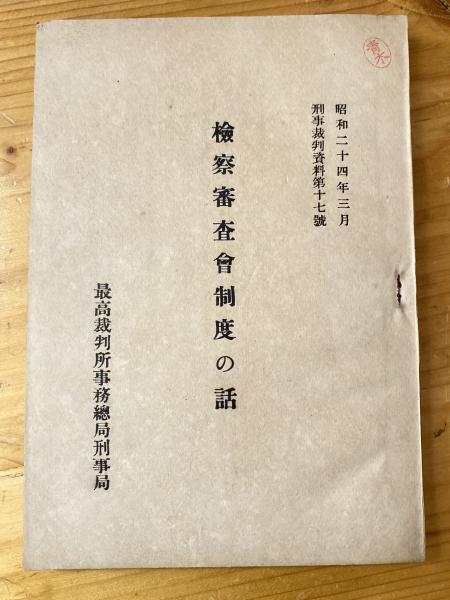 昭和二十四年三月
刑事裁判資料第十七號
檢察審査會制度の話
最高裁判所事務總局刑事局